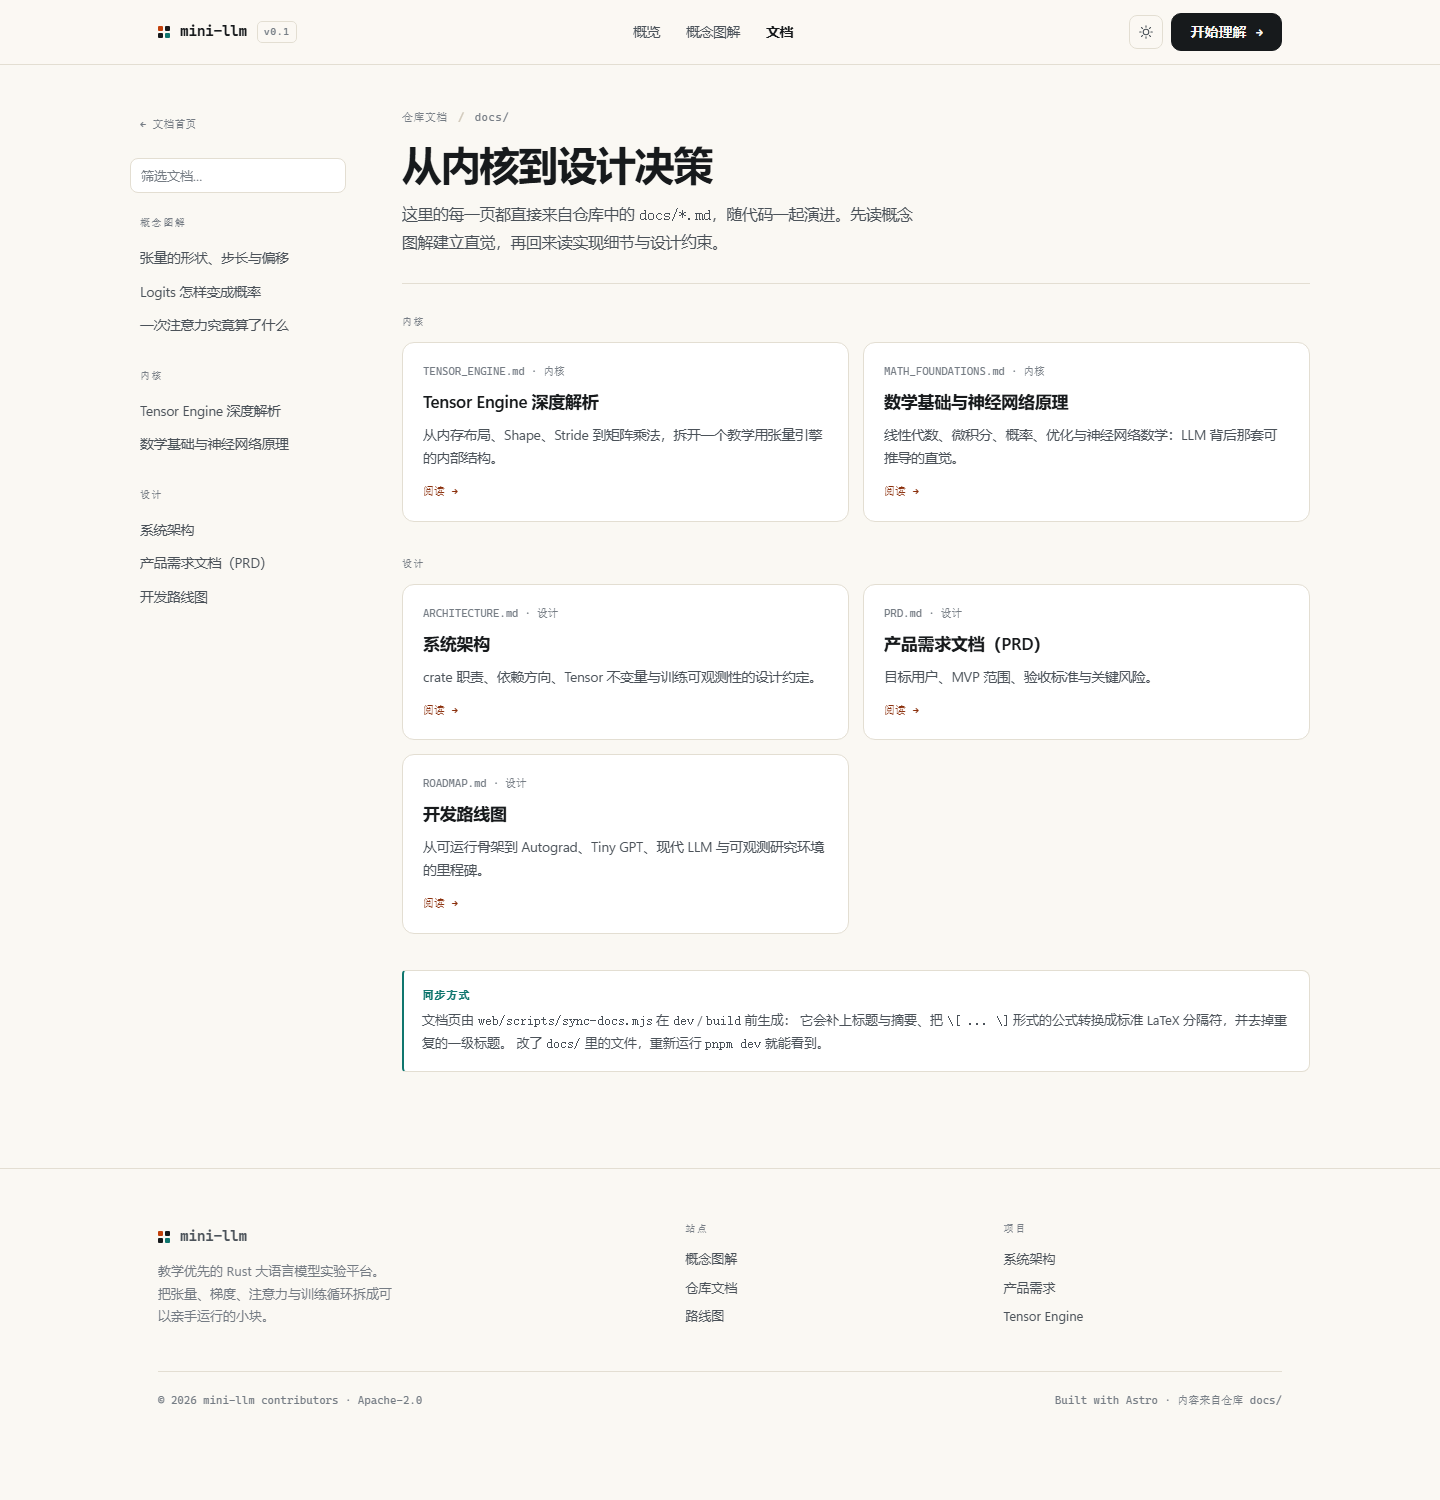 mini-llm v0.1
概览 概念图解 文档
开始理解 →
← 文档首页
筛选文档...
概念图解
张量的形状、步长与偏移
Logits 怎样变成概率
一次注意力究竟算了什么
内核
Tensor Engine 深度解析
数学基础与神经网络原理
设计
系统架构
产品需求文档（PRD）
开发路线图
仓库文档 / docs/
从内核到设计决策
这里的每一页都直接来自仓库中的 docs/*.md，随代码一起演进。先读概念
图解建立直觉，再回来读实现细节与设计约束。
内核
TENSOR_ENGINE.md · 内核
Tensor Engine 深度解析
从内存布局、Shape、Stride 到矩阵乘法，拆开一个教学用张量引擎
的内部结构。
阅读 →
MATH_FOUNDATIONS.md · 内核
数学基础与神经网络原理
线性代数、微积分、概率、优化与神经网络数学：LLM 背后那套可
推导的直觉。
阅读 →
设计
ARCHITECTURE.md · 设计
系统架构
crate 职责、依赖方向、Tensor 不变量与训练可观测性的设计约定。
阅读 →
PRD.md · 设计
产品需求文档（PRD）
目标用户、MVP 范围、验收标准与关键风险。
阅读 →
ROADMAP.md · 设计
开发路线图
从可运行骨架到 Autograd、Tiny GPT、现代 LLM 与可观测研究环境
的里程碑。
阅读 →
同步方式
文档页由 web/scripts/sync-docs.mjs 在 dev / build 前生成： 它会补上标题与摘要、把 \[ ... \] 形式的公式转换成标准 LaTeX 分隔符，并去掉重
复的一级标题。 改了 docs/ 里的文件，重新运行 pnpm dev 就能看到。
mini-llm
教学优先的 Rust 大语言模型实验平台。
把张量、梯度、注意力与训练循环拆成可
以亲手运行的小块。
站点
概念图解
仓库文档
路线图
项目
系统架构
产品需求
Tensor Engine
© 2026 mini-llm contributors · Apache-2.0
Built with Astro · 内容来自仓库 docs/